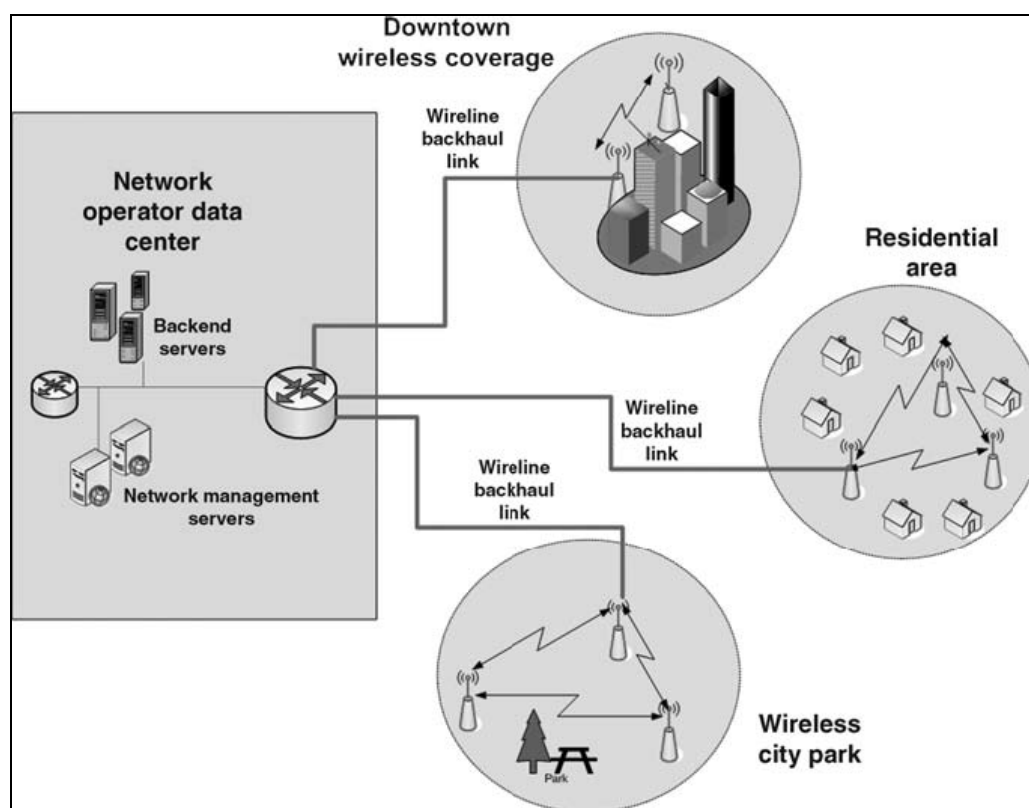 Downtown
wireless coverage
Wireline
backhaul
link
Network
operator data
center
Residential
area
Backend
servers
Wireline
backhaul
link
Wireline
backhaul
link
Network management
servers
Park
Wireless
city park